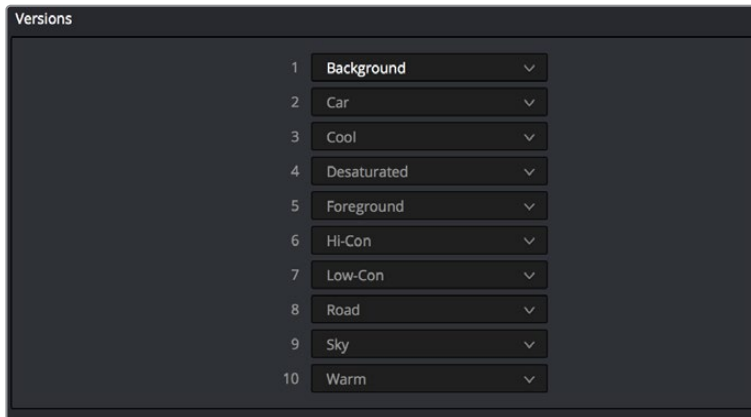 Versions
1 Background
2 Car
3 Cool
4 Desaturated
5 Foreground
6 Hi-Con
7 Low-Con
8 Road
9 Sky
10 Warm